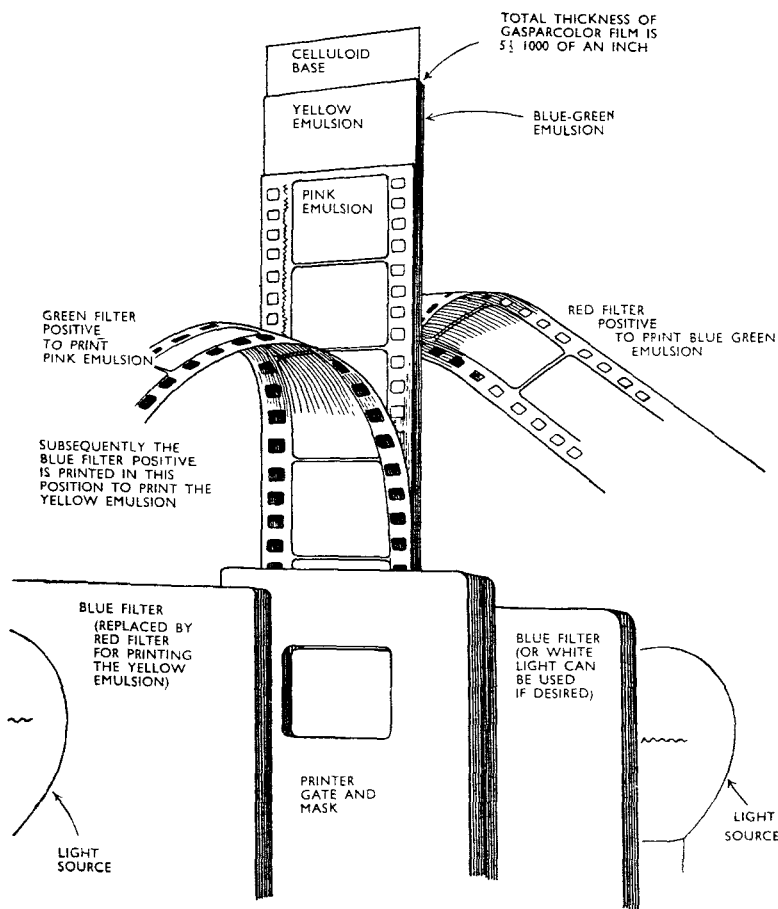 TOTAL THICKNESS OF
GASPARCOLOR FILM IS
5½ 1000 OF AN INCH
CELLULOID
BASE
YELLOW
EMULSION
BLUE-GREEN
EMULSION
PINK
EMULSION
GREEN FILTER
POSITIVE
TO PRINT
PINK EMULSION
RED FILTER
POSITIVE
TO PRINT BLUE GREEN
EMULSION
SUBSEQUENTLY THE
BLUE FILTER POSITIVE
IS PRINTED IN THIS
POSITION TO PRINT THE
YELLOW EMULSION
BLUE FILTER
(REPLACED BY
RED FILTER
FOR PRINTING
THE YELLOW
EMULSION)
BLUE FILTER
(OR WHITE
LIGHT CAN
BE USED
IF DESIRED)
PRINTER
GATE AND
MASK
LIGHT
SOURCE
LIGHT
SOURCE